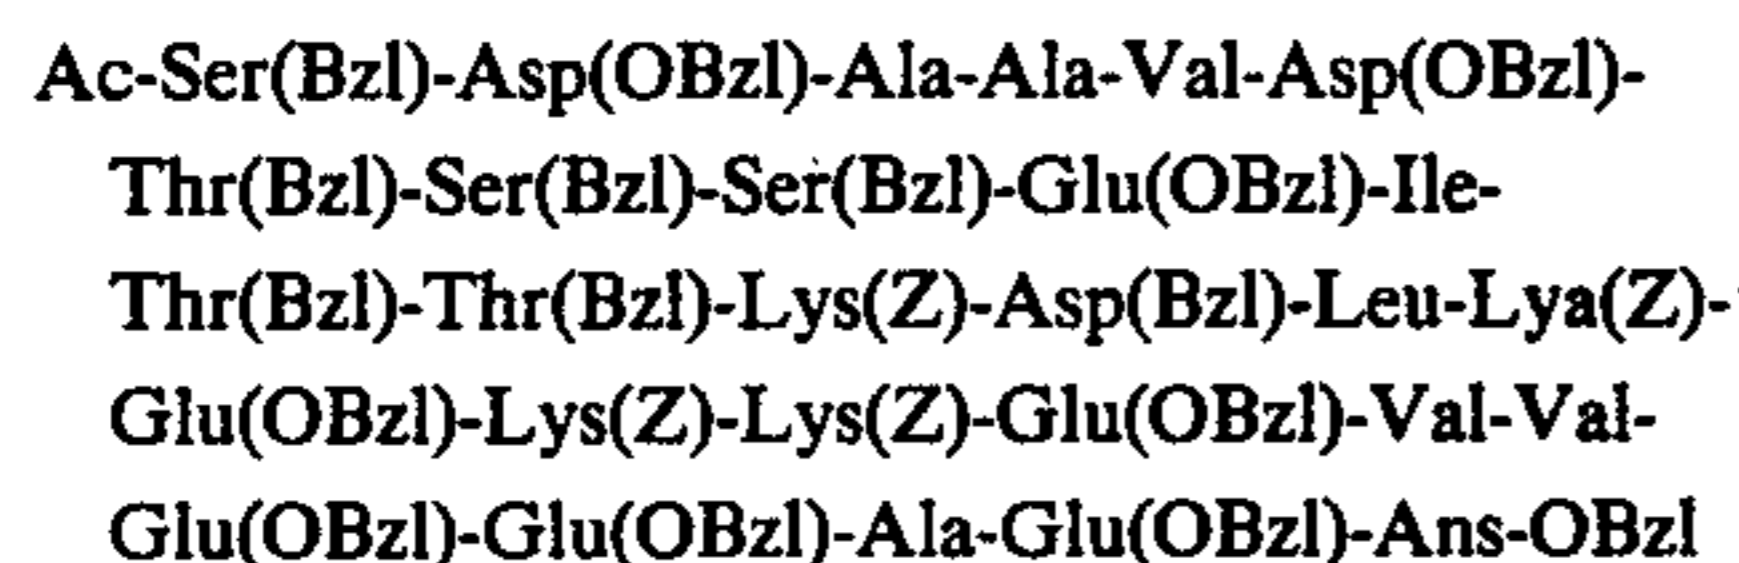 Ac-Ser(Bzl)-Asp(OBzl)-Ala-Ala-Val-Asp(OBzl)-
Thr(Bzl)-Ser(Bzl)-Ser(Bzl)-Glu(OBzl)-Ile-
Thr(Bzl)-Thr(Bzl)-Lys(Z)-Asp(Bzl)-Leu-Lya(Z)-
Glu(OBzl)-Lys(Z)-Lys(Z)-Glu(OBzl)-Val-Val-
Glu(OBzl)-Glu(OBzl)-Ala-Glu(OBzl)-Ans-OBzl